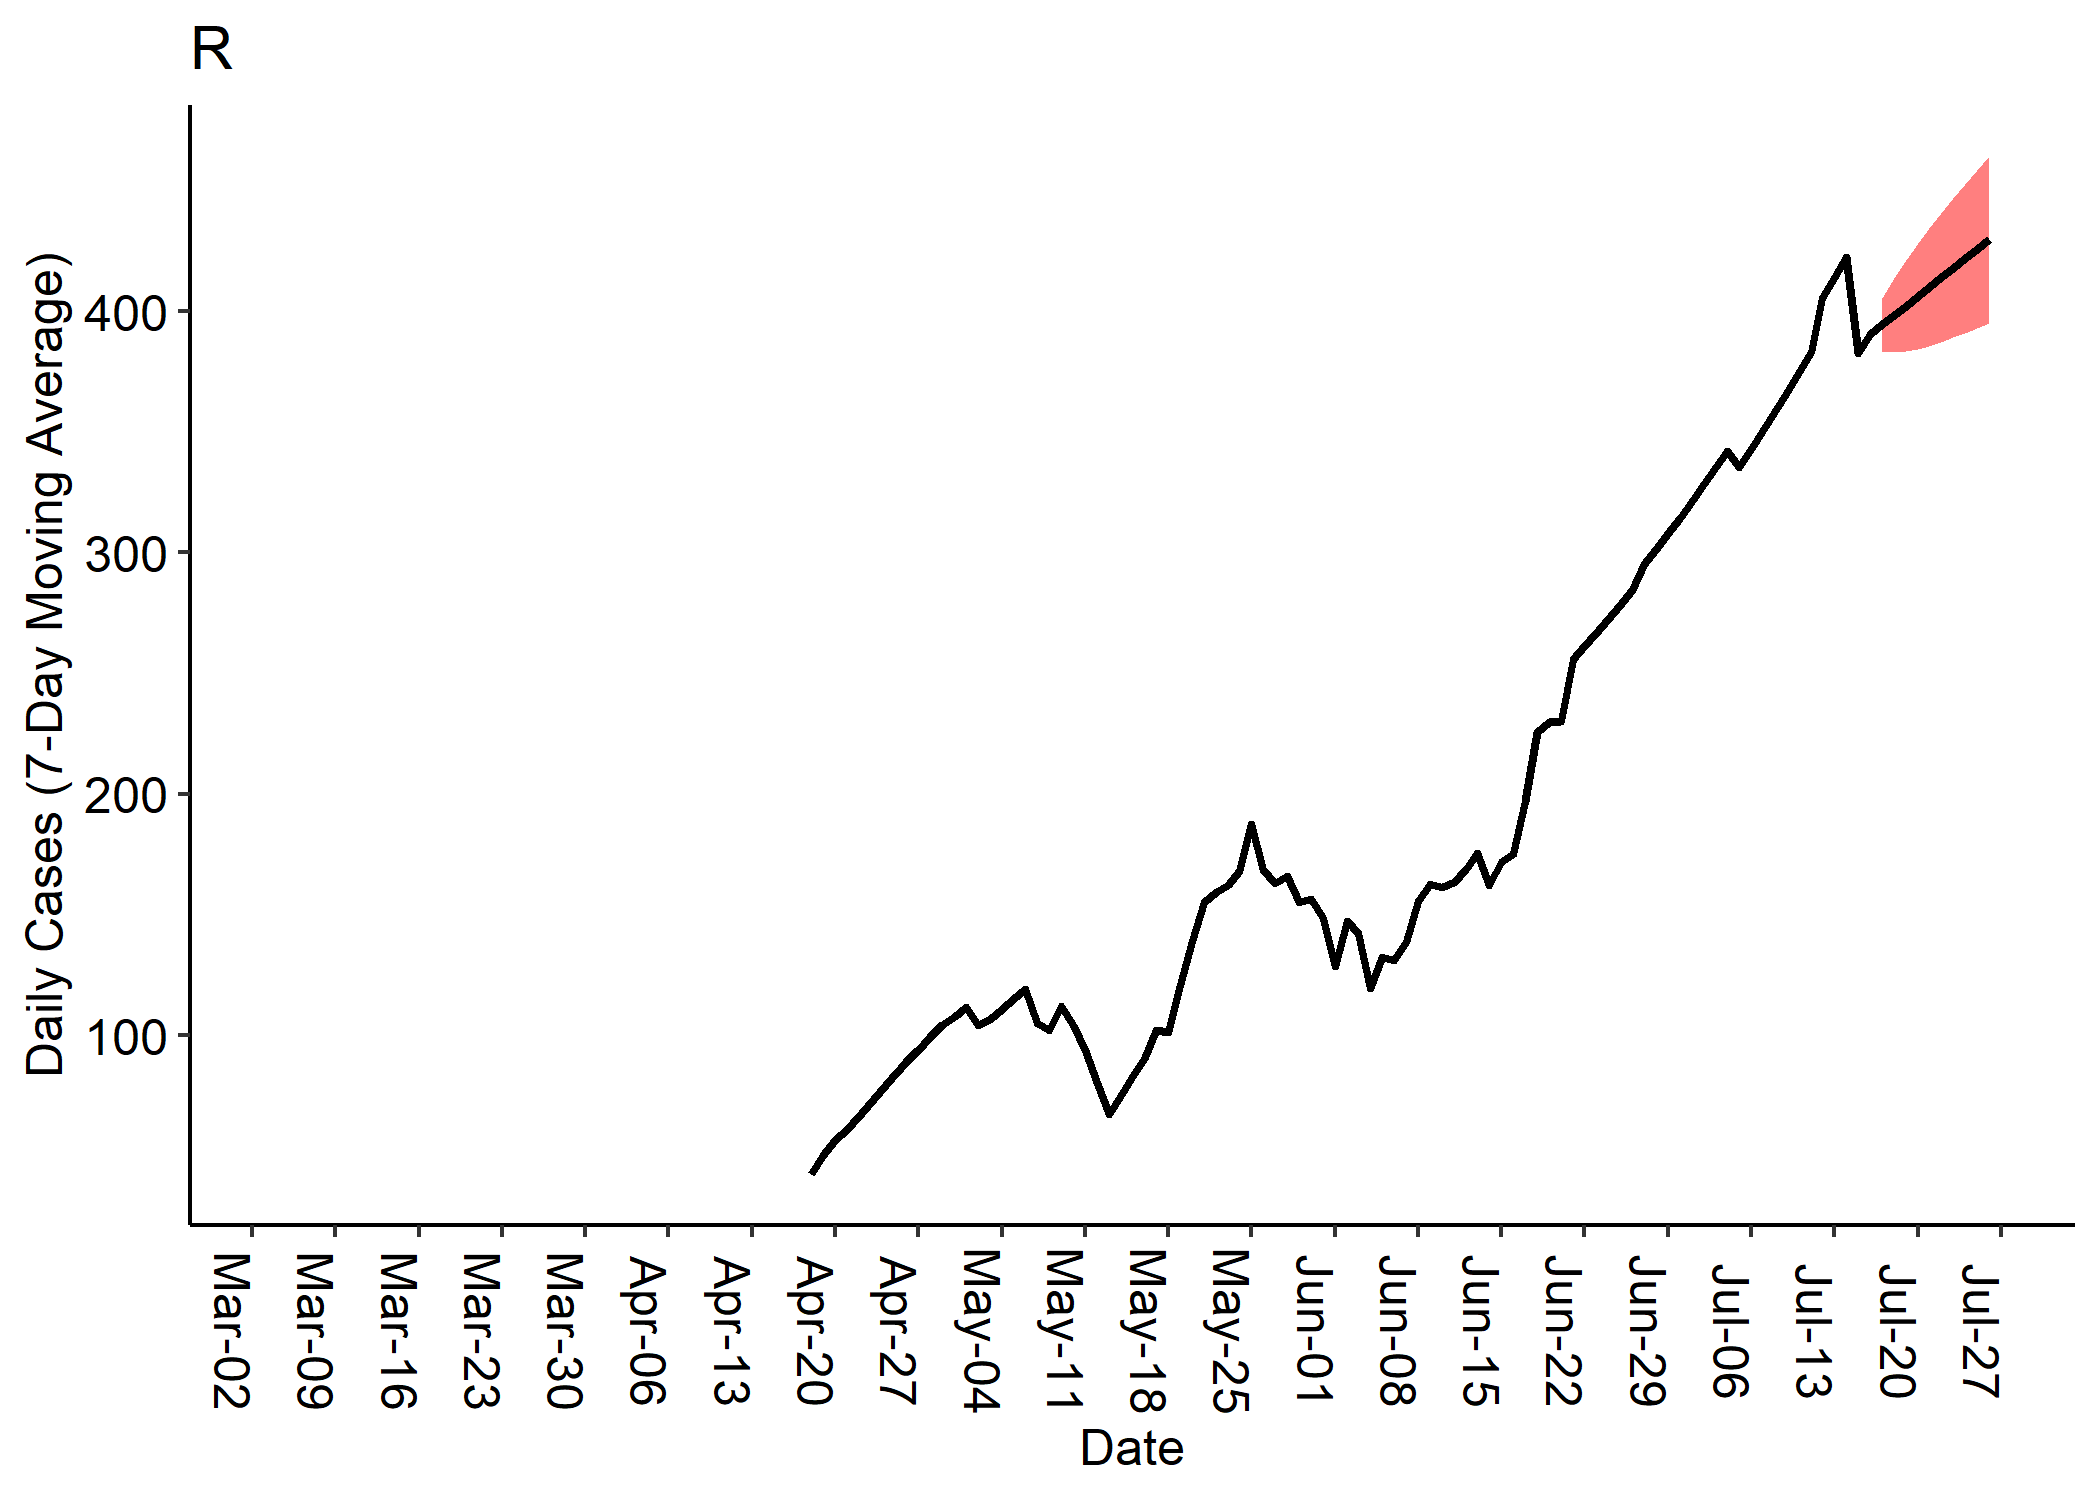 R
Daily Cases (7-Day Moving Average)
400
300
200
100
Mar-02
Mar-09
Mar-16
Mar-23
Mar-30
Apr-06
Apr-13
Apr-20
Apr-27
May-04
May-11
May-18
May-25
Jun-01
Jun-08
Jun-15
Jun-22
Jun-29
Jul-06
Jul-13
Jul-20
Jul-27
Date